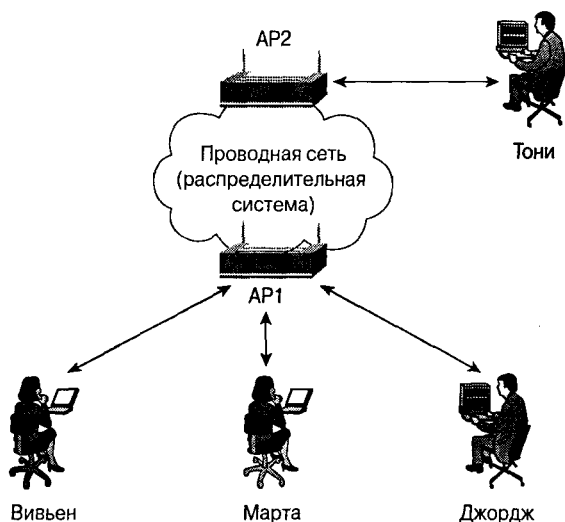 AP2
Тони
Проводная сеть
(распределительная
система)
AP1
Вивьен
Марта
Джордж